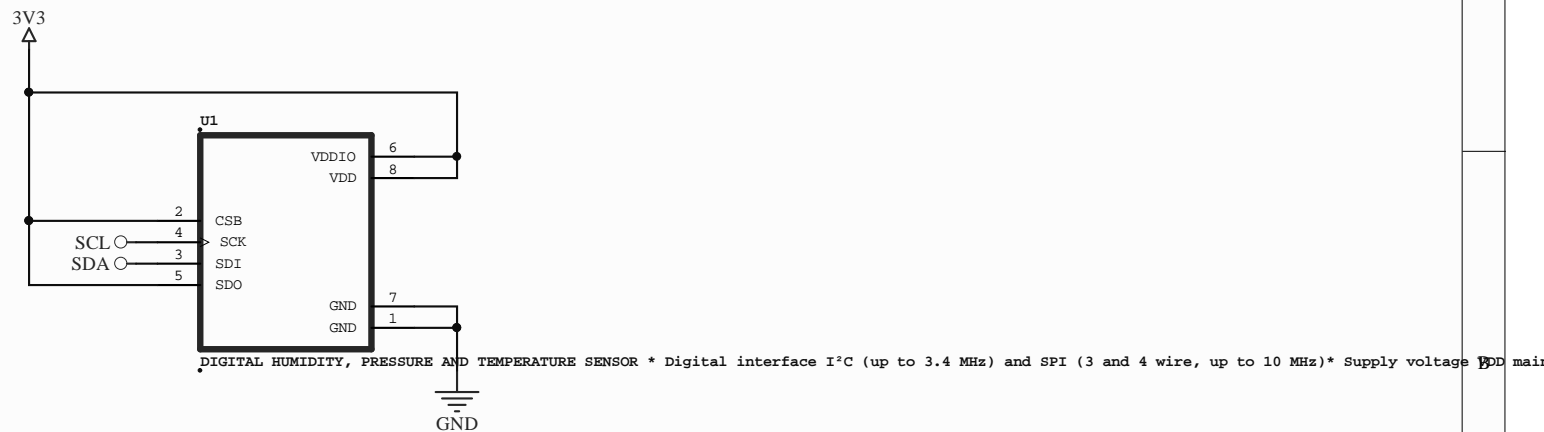 3V3
U1
VDDIO 6
VDD 8
2 CSB
SCL 4 SCK
SDA 3 SDI
5 SDO
GND 7
GND 1
DIGITAL HUMIDITY, PRESSURE AND TEMPERATURE SENSOR * Digital interface I²C (up to 3.4 MHz) and SPI (3 and 4 wire, up to 10 MHz)* Supply voltage VDD main
B
GND